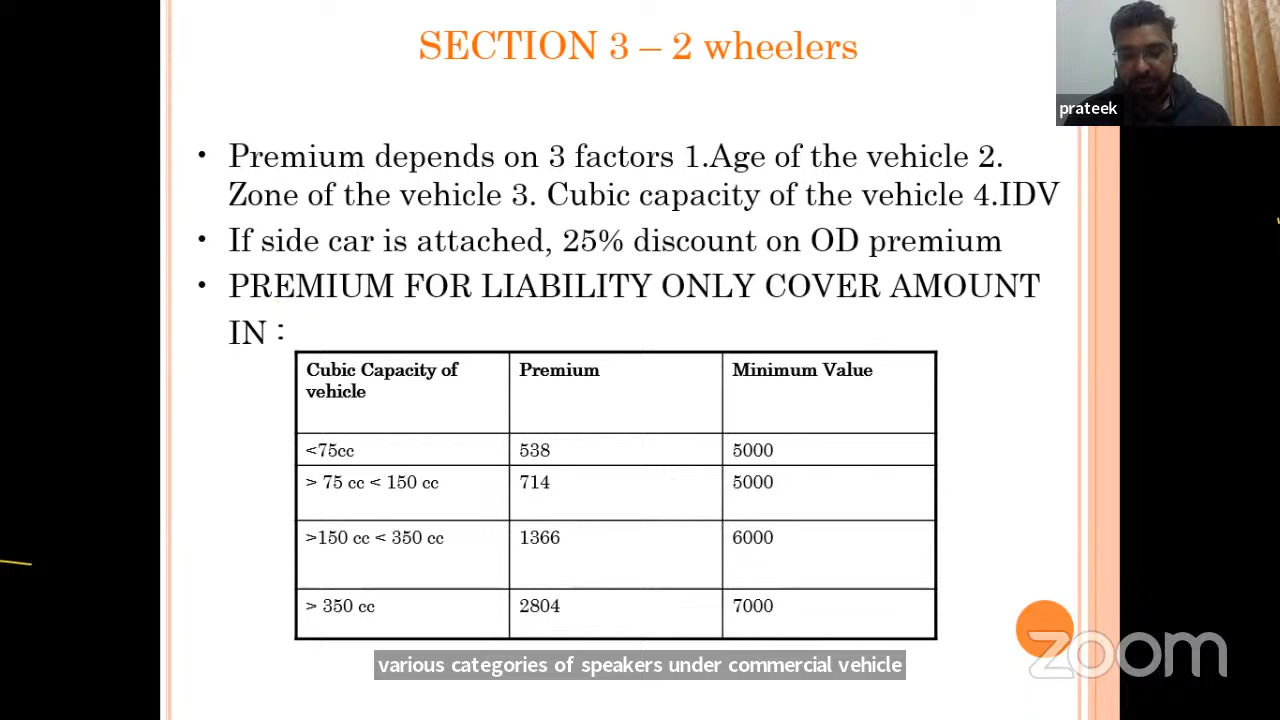 SECTION 3 – 2 wheelers
prateek
• Premium depends on 3 factors 1.Age of the vehicle 2.
Zone of the vehicle 3. Cubic capacity of the vehicle 4.IDV
• If side car is attached, 25% discount on OD premium
• PREMIUM FOR LIABILITY ONLY COVER AMOUNT
IN :
Cubic Capacity of
vehicle
Premium
Minimum Value
<75cc 538 5000
> 75 cc < 150 cc 714 5000
>150 cc < 350 cc 1366 6000
> 350 cc 2804 7000
various categories of speakers under commercial vehicle
zoom